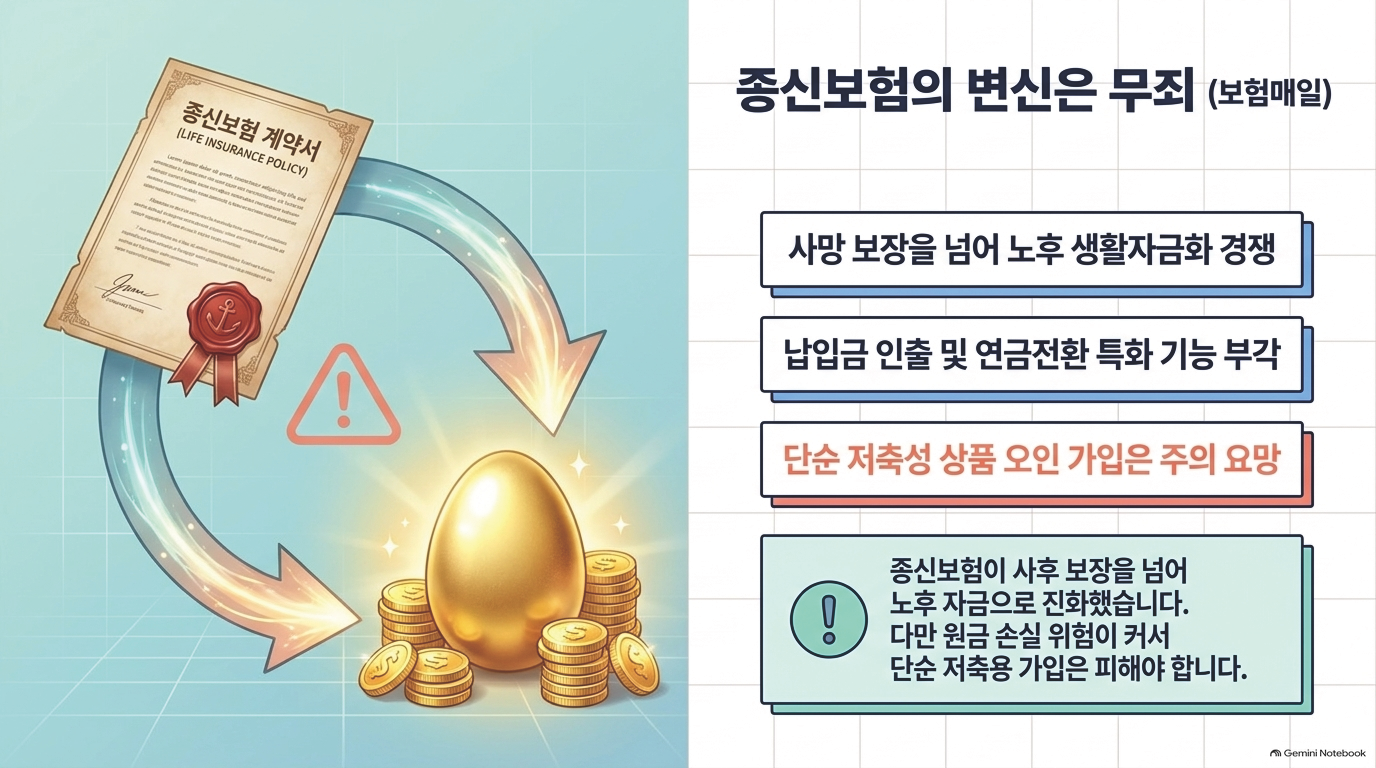 종신보험 계약서
(LIFE INSURANCE POLICY)
종신보험의 변신은 무죄 (보험매일)
사망 보장을 넘어 노후 생활자금화 경쟁
납입금 인출 및 연금전환 특화 기능 부각
단순 저축성 상품 오인 가입은 주의 요망
종신보험이 사후 보장을 넘어
노후 자금으로 진화했습니다.
다만 원금 손실 위험이 커서
단순 저축용 가입은 피해야 합니다.
Gemini Notebook